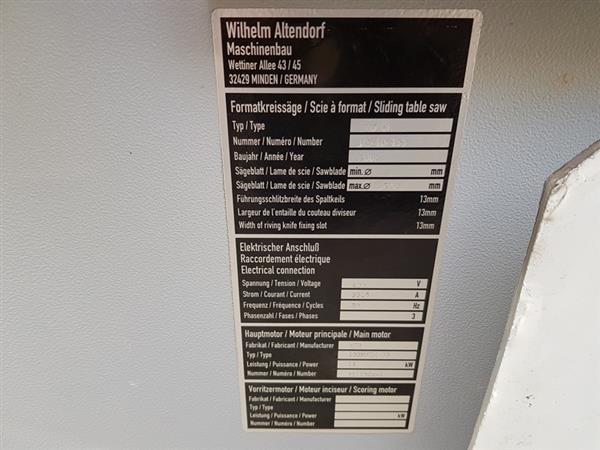 Wilhelm Altendorf
Maschinenbau
Wettiner Allee 43 / 45
32429 MINDEN / GERMANY
Formatkreissäge / Scie à format / Sliding table saw
Typ / Type
Nummer / Numéro / Number
Baujahr / Année / Year
Sägeblatt / Lame de scie / Sawblade min. ⌀ mm
Sägeblatt / Lame de scie / Sawblade max. ⌀ mm
Führungsschlitzbreite des Spaltkeils 13mm
Largeur de l'entaille du couteau diviseur 13mm
Width of riving knife fixing slot 13mm
Elektrischer Anschluß
Raccordement électrique
Electrical connection
Spannung / Tension / Voltage V
Strom / Courant / Current A
Frequenz / Fréquence / Cycles Hz
Phasenzahl / Fases / Phases 3
Hauptmotor / Moteur principale / Main motor
Fabrikat / Fabricant / Manufacturer
Typ / Type
Leistung / Puissance / Power kW
Nummer / Numéro / Number
Vorritzermotor / Moteur inciseur / Scoring motor
Fabrikat / Fabricant / Manufacturer
Typ / Type
Leistung / Puissance / Power kW
Nummer / Numéro / Number